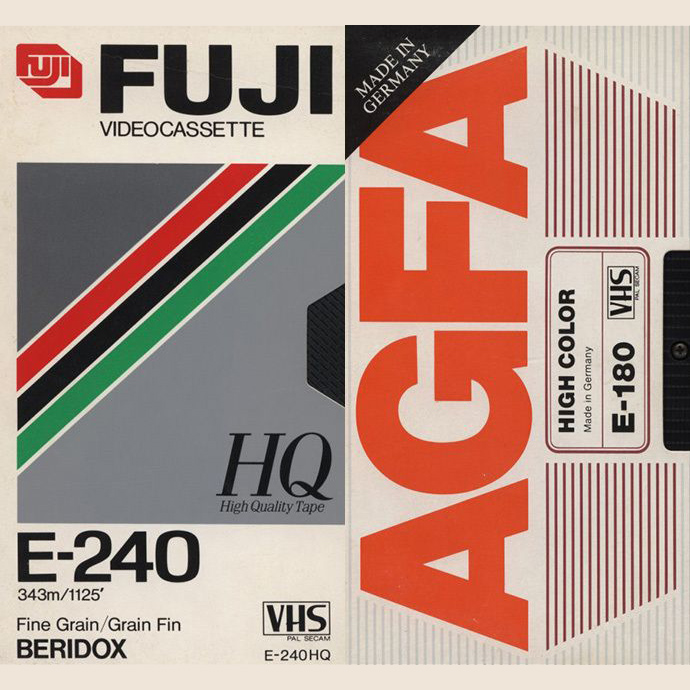 FUJI
FUJI
VIDEOCASSETTE
HQ
High Quality Tape
E-240
343m/1125'
Fine Grain/Grain Fin
BERIDOX
VHS
PAL SECAM
E-240HQ
MADE IN
GERMANY
AGFA
HIGH COLOR
Made in Germany
E-180
VHS
PAL SECAM